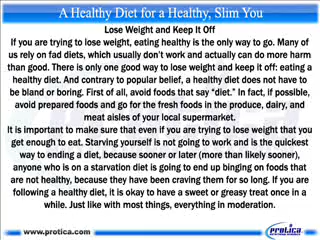 A Healthy Diet for a Healthy, Slim You
Lose Weight and Keep It Off
If you are trying to lose weight, eating healthy is the only way to go. Many of
us rely on fad diets, which usually don't work and actually can do more harm
than good. There is only one good way to lose weight and keep it off: eating a
healthy diet. And contrary to popular belief, a healthy diet does not have to
be bland or boring. First of all, avoid foods that say "diet." In fact, if possible,
avoid prepared foods and go for the fresh foods in the produce, dairy, and
meat aisles of your local supermarket.
It is important to make sure that even if you are trying to lose weight that you
get enough to eat. Starving yourself is not going to work and is the quickest
way to ending a diet, because sooner or later (more than likely sooner),
anyone who is on a starvation diet is going to end up binging on foods that
are not healthy, because they have been craving them for so long. If you are
following a healthy diet, it is okay to have a sweet or greasy treat once in a
while. Just like with most things, everything in moderation.
www.protica.com
protica